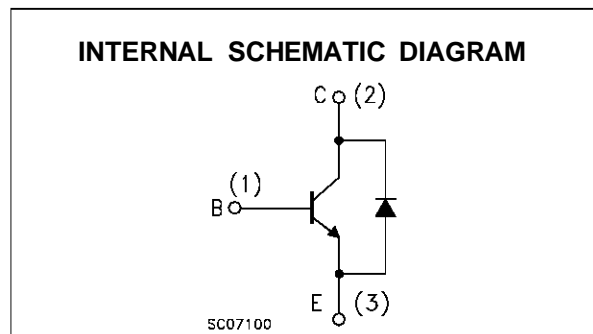 INTERNAL SCHEMATIC DIAGRAM
C (2)
(1)
B
E (3)
SC07100